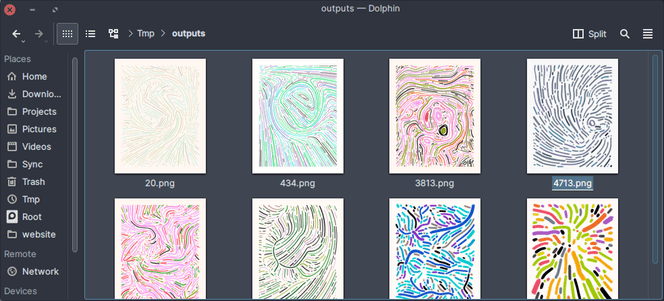 outputs — Dolphin
Tmp
outputs
Split
Places
Home
Downlo...
Projects
Pictures
Videos
Sync
Trash
Tmp
Root
website
Remote
Network
Devices
20.png
434.png
3813.png
4713.png